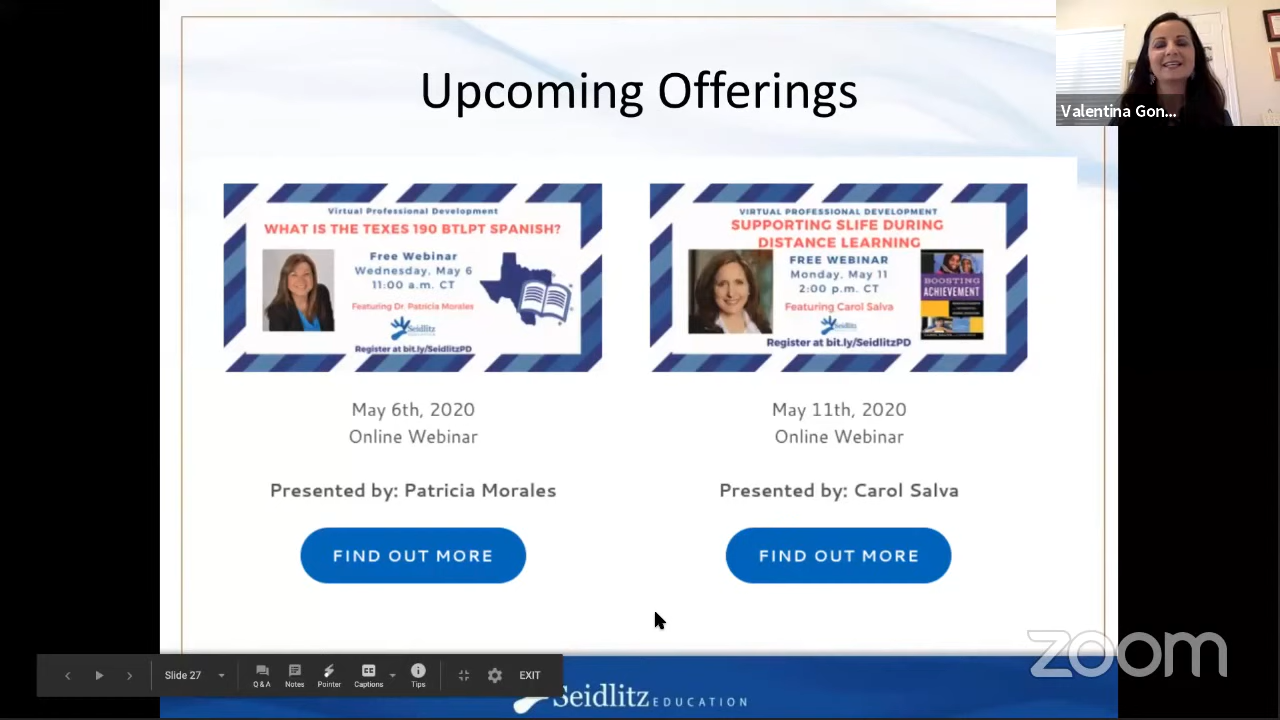 Upcoming Offerings
Valentina Gon...
Virtual Professional Development
WHAT IS THE TEXES 190 BTLPT SPANISH?
Free Webinar
Wednesday, May 6
11:00 a.m. CT
Featuring Dr. Patricia Morales
Seidlitz
Register at bit.ly/SeidlitzPD
VIRTUAL PROFESSIONAL DEVELOPMENT
SUPPORTING SLIFE DURING
DISTANCE LEARNING
FREE WEBINAR
Monday, May 11
2:00 p.m. CT
Featuring Carol Salva
Seidlitz
Register at bit.ly/SeidlitzPD
BOOSTING
ACHIEVEMENT
May 6th, 2020
Online Webinar
Presented by: Patricia Morales
FIND OUT MORE
May 11th, 2020
Online Webinar
Presented by: Carol Salva
FIND OUT MORE
zoom
Slide 27
Q & A
Notes
Pointer
Captions
Tips
EXIT
Seidlitz EDUCATION